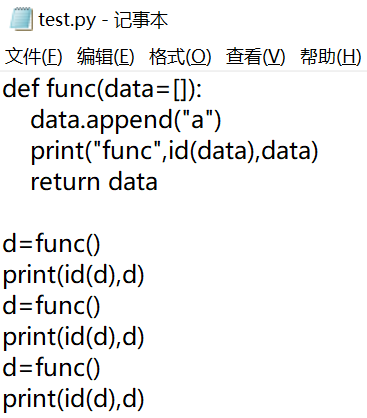 test.py - 记事本
文件(F) 编辑(E) 格式(O) 查看(V) 帮助(H)
def func(data=[]):
    data.append("a")
    print("func",id(data),data)
    return data

d=func()
print(id(d),d)
d=func()
print(id(d),d)
d=func()
print(id(d),d)